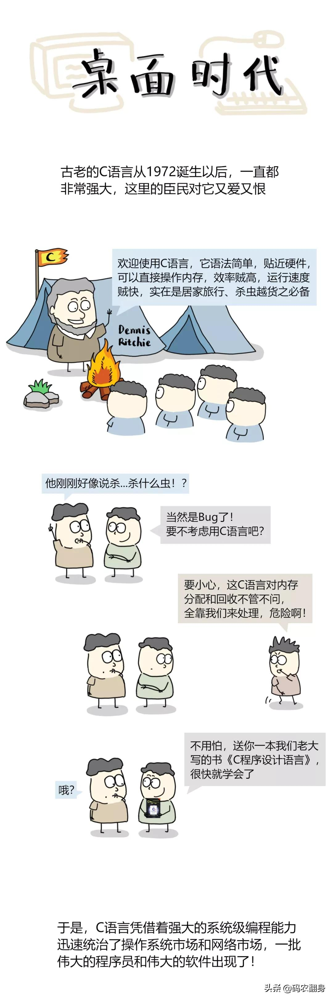 桌面时代
古老的C语言从1972诞生以后，一直都
非常强大，这里的臣民对它又爱又恨
C
欢迎使用C语言，它语法简单，贴近硬件，
可以直接操作内存，效率贼高，运行速度
贼快，实在是居家旅行、杀虫越货之必备
Dennis
Ritchie
他刚刚好像说杀...杀什么虫！？
当然是Bug了！
要不考虑用C语言吧？
要小心，这C语言对内存
分配和回收不管不问，
全靠我们来处理，危险啊！
不用怕，送你一本我们老大
写的书《C程序设计语言》，
很快就学会了
哦？
C
于是，C语言凭借着强大的系统级编程能力
迅速统治了操作系统市场和网络市场，一批
伟大的程序员和伟大的软件出现了！
头条 @码农翻身